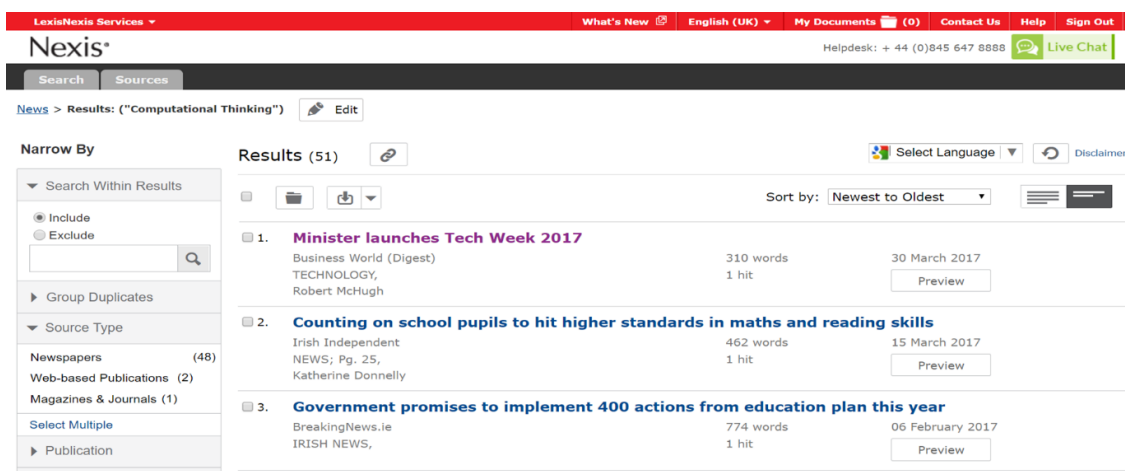 LexisNexis Services What's New English (UK) My Documents (0) Contact Us Help Sign Out
Nexis® Helpdesk: + 44 (0)845 647 8888 Live Chat
Search Sources
News > Results: ("Computational Thinking") Edit
Narrow By
Search Within Results
Include
Exclude
Group Duplicates
Source Type
Newspapers (48)
Web-based Publications (2)
Magazines & Journals (1)
Select Multiple
Publication
Results (51) Select Language Disclaimer
Sort by: Newest to Oldest
1. Minister launches Tech Week 2017
Business World (Digest) 310 words 30 March 2017
TECHNOLOGY, 1 hit Preview
Robert McHugh
2. Counting on school pupils to hit higher standards in maths and reading skills
Irish Independent 462 words 15 March 2017
NEWS; Pg. 25, 1 hit Preview
Katherine Donnelly
3. Government promises to implement 400 actions from education plan this year
BreakingNews.ie 774 words 06 February 2017
IRISH NEWS, 1 hit Preview